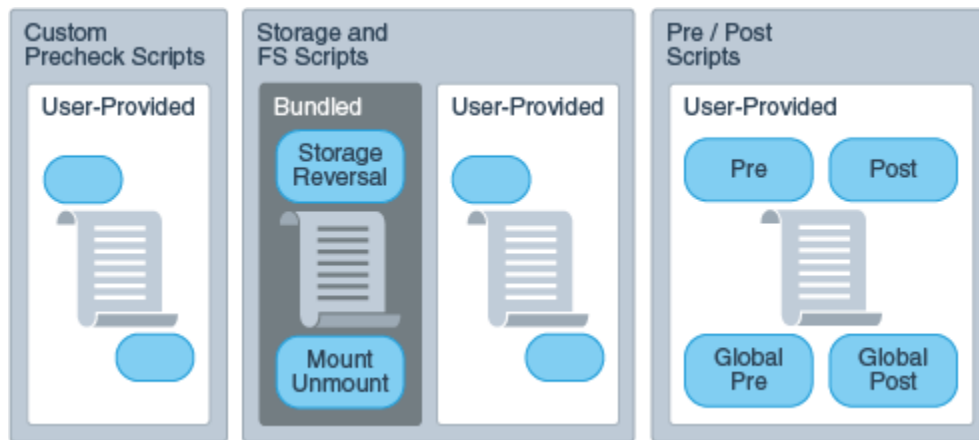 Custom
Precheck Scripts
User-Provided
Storage and
FS Scripts
Bundled
Storage
Reversal
Mount
Unmount
User-Provided
Pre / Post
Scripts
User-Provided
Pre
Post
Global
Pre
Global
Post